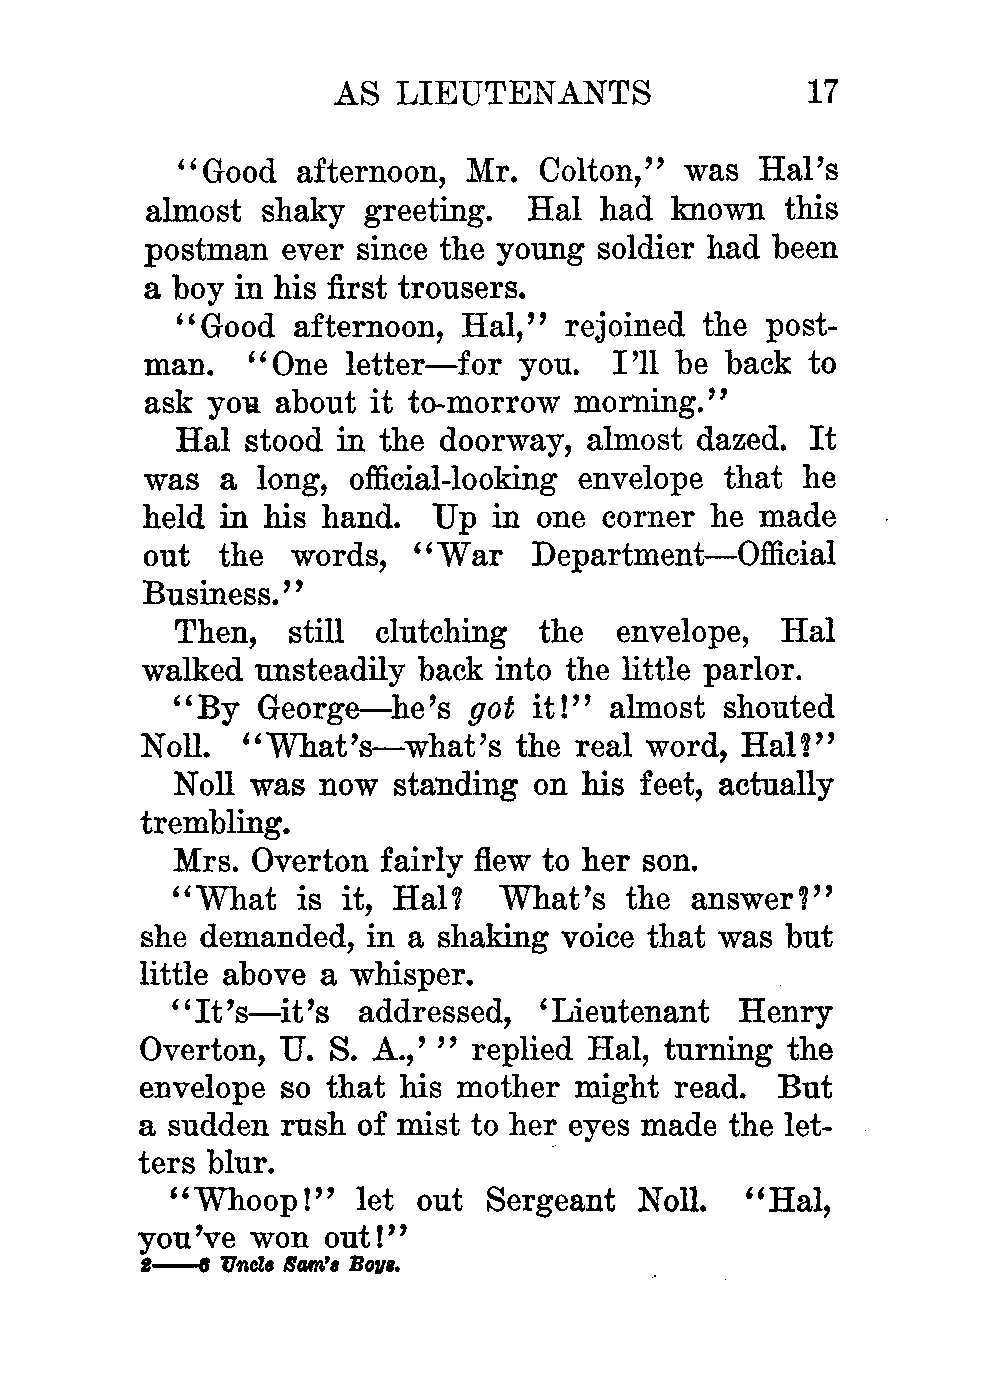 AS LIEUTENANTS 17
“Good afternoon, Mr. Colton,” was Hal’s
almost shaky greeting. Hal had known this
postman ever since the young soldier had been
a boy in his first trousers.
“Good afternoon, Hal,” rejoined the post-
man. “One letter—for you. I’ll be back to
ask you about it to-morrow morning.”
Hal stood in the doorway, almost dazed. It
was a long, official-looking envelope that he
held in his hand. Up in one corner he made
out the words, “War Department—Official
Business.”
Then, still clutching the envelope, Hal
walked unsteadily back into the little parlor.
“By George—he’s got it!” almost shouted
Noll. “What’s—what’s the real word, Hal?”
Noll was now standing on his feet, actually
trembling.
Mrs. Overton fairly flew to her son.
“What is it, Hal? What’s the answer?”
she demanded, in a shaking voice that was but
little above a whisper.
“It’s—it’s addressed, ‘Lieutenant Henry
Overton, U. S. A.,’ ” replied Hal, turning the
envelope so that his mother might read. But
a sudden rush of mist to her eyes made the let-
ters blur.
“Whoop!” let out Sergeant Noll. “Hal,
you’ve won out!”
2——6 Uncle Sam’s Boys.